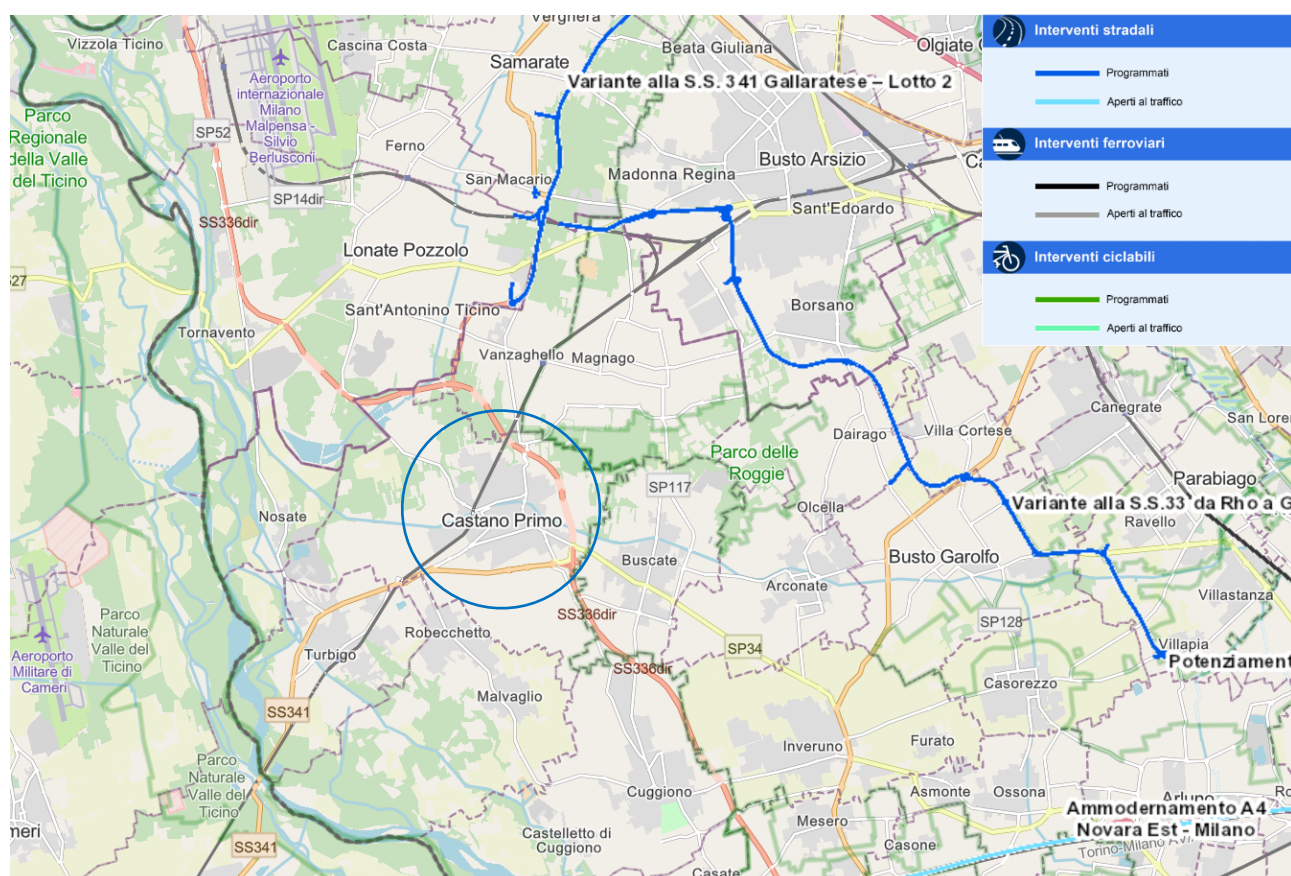 Verghera
Vizzola Ticino
Cascina Costa
Beata Giuliana
Olgiate
Samarate
Variante alla S.S. 341 Gallaratese – Lotto 2
Aeroporto
internazionale
Milano
Malpensa -
Silvio
Berlusconi
Parco
Regionale
della Valle
del Ticino
SP52
Ferno
Busto Arsizio
San Macario
Madonna Regina
SP14dir
Sant'Edoardo
SS336dir
Lonate Pozzolo
27
Sant'Antonino Ticino
Borsano
Tornavento
Vanzaghello
Magnago
Canegrate
San Loren
Dairago
Villa Cortese
Parco delle
Roggie
Parabiago
SP117
Nosate
Castano Primo
Olcella
Variante alla S.S.33 da Rho a G
Ravello
Buscate
Busto Garolfo
Arconate
Villastanza
Parco
Naturale
Valle del
Ticino
Robecchetto
SS336dir
SP34
SP128
Villapia
Aeroporto
Militare di
Cameri
Turbigo
SS336dir
Potenziament
Malvaglio
Casorezzo
SS341
Inveruno
Furato
Parco
Naturale
Valle del
Ticino
Cuggiono
Asmonte
Ossona
Arluno
Ro
Ammodernamento A4
Novara Est - Milano
meri
Castelletto di
Cuggiono
Mesero
Casone
Torino-Milano AV
SS341
Casate
Interventi stradali
Programmati
Aperti al traffico
Interventi ferroviari
Programmati
Aperti al traffico
Interventi ciclabili
Programmati
Aperti al traffico